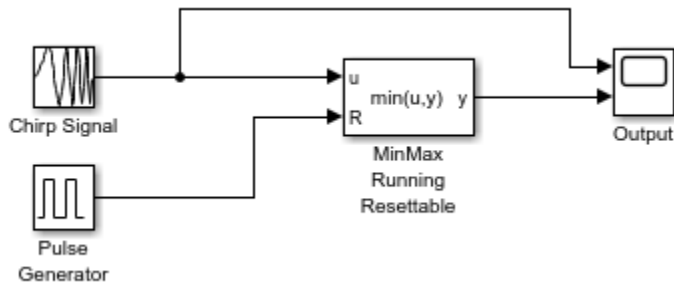 u
min(u,y) y
R
Chirp Signal
Output
MinMax
Running
Resettable
Pulse
Generator